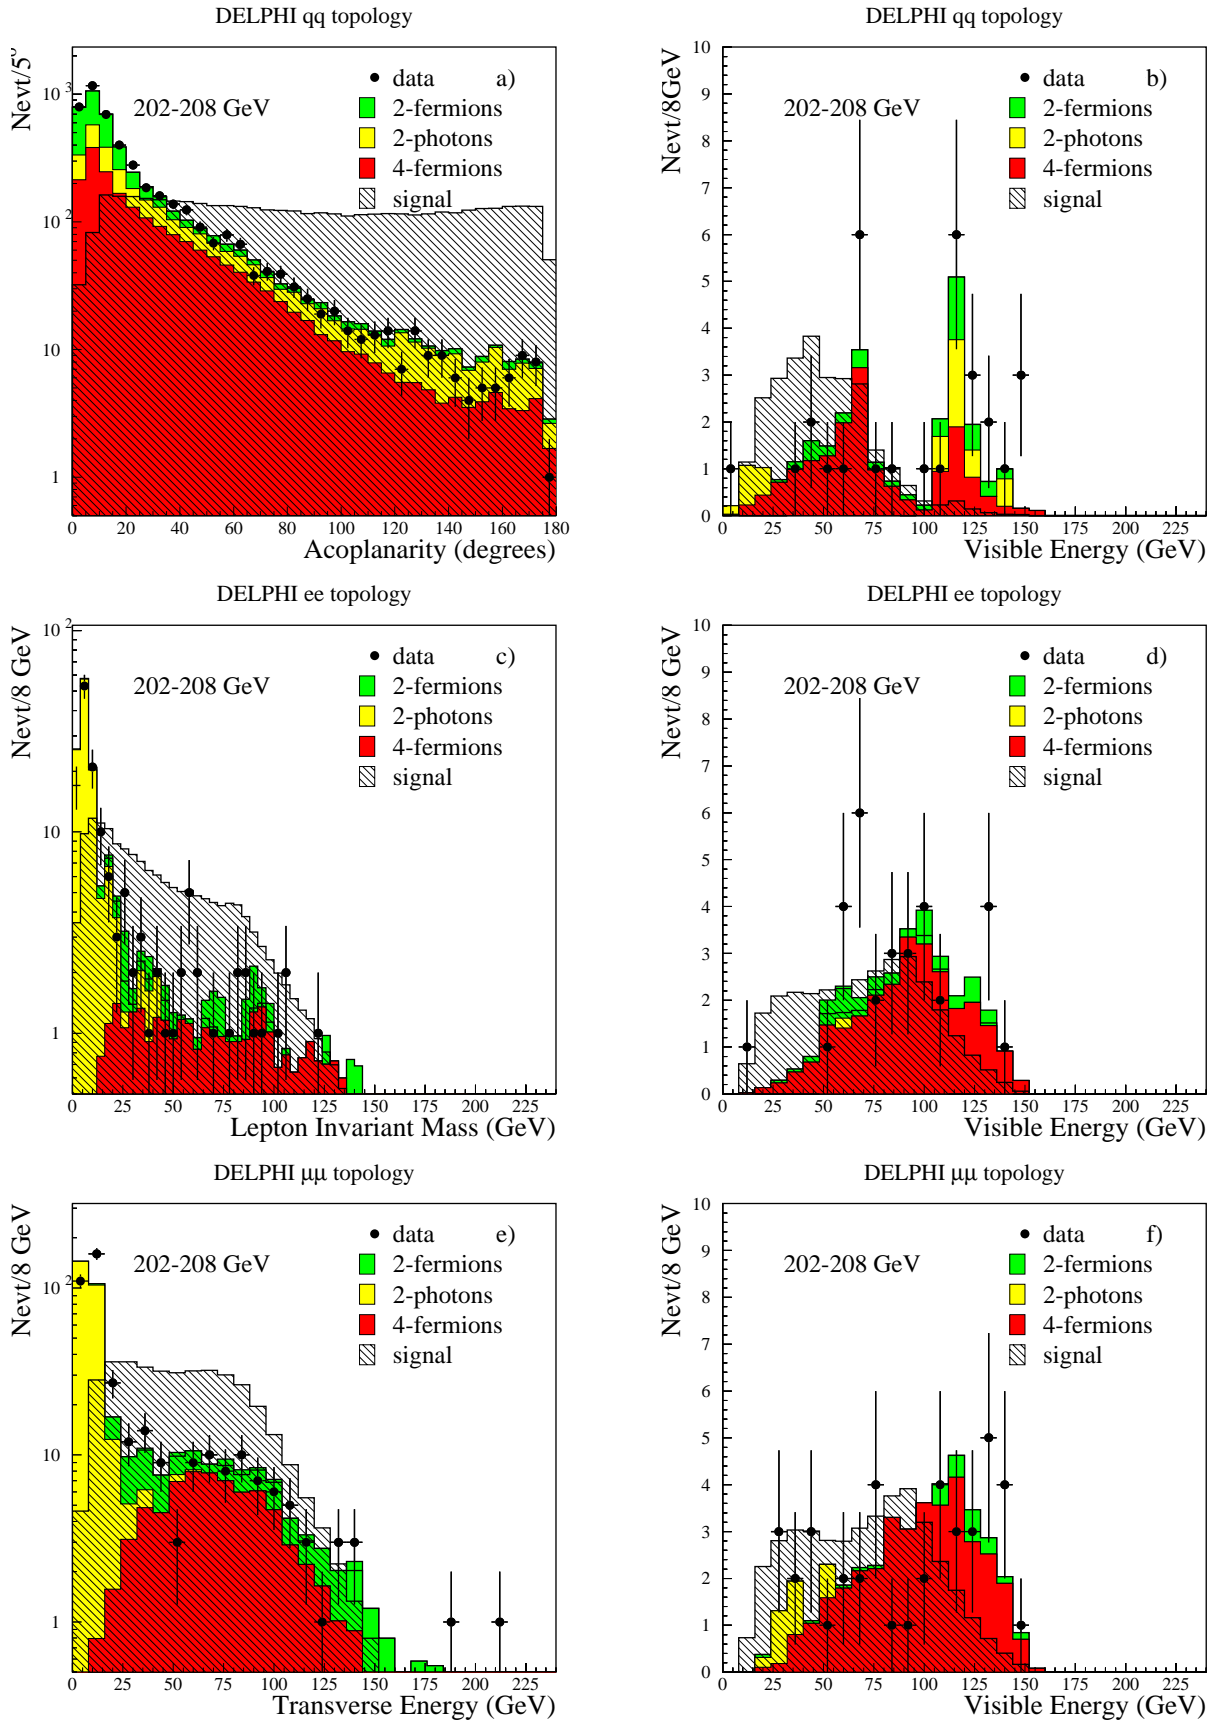 DELPHI qq topology
Nevt/5°
10³
10²
10
1
data a)
202-208 GeV
2-fermions
2-photons
4-fermions
signal
0 20 40 60 80 100 120 140 160 180
Acoplanarity (degrees)
DELPHI qq topology
Nevt/8GeV
10
9
8
7
6
5
4
3
2
1
0
data b)
202-208 GeV
2-fermions
2-photons
4-fermions
signal
0 25 50 75 100 125 150 175 200 225
Visible Energy (GeV)
DELPHI ee topology
Nevt/8 GeV
10²
10
1
data c)
202-208 GeV
2-fermions
2-photons
4-fermions
signal
0 25 50 75 100 125 150 175 200 225
Lepton Invariant Mass (GeV)
DELPHI ee topology
Nevt/8 GeV
10
9
8
7
6
5
4
3
2
1
0
data d)
202-208 GeV
2-fermions
2-photons
4-fermions
signal
0 25 50 75 100 125 150 175 200 225
Visible Energy (GeV)
DELPHI μμ topology
Nevt/8 GeV
10²
10
1
data e)
202-208 GeV
2-fermions
2-photons
4-fermions
signal
0 25 50 75 100 125 150 175 200 225
Transverse Energy (GeV)
DELPHI μμ topology
Nevt/8 GeV
10
9
8
7
6
5
4
3
2
1
0
data f)
202-208 GeV
2-fermions
2-photons
4-fermions
signal
0 25 50 75 100 125 150 175 200 225
Visible Energy (GeV)